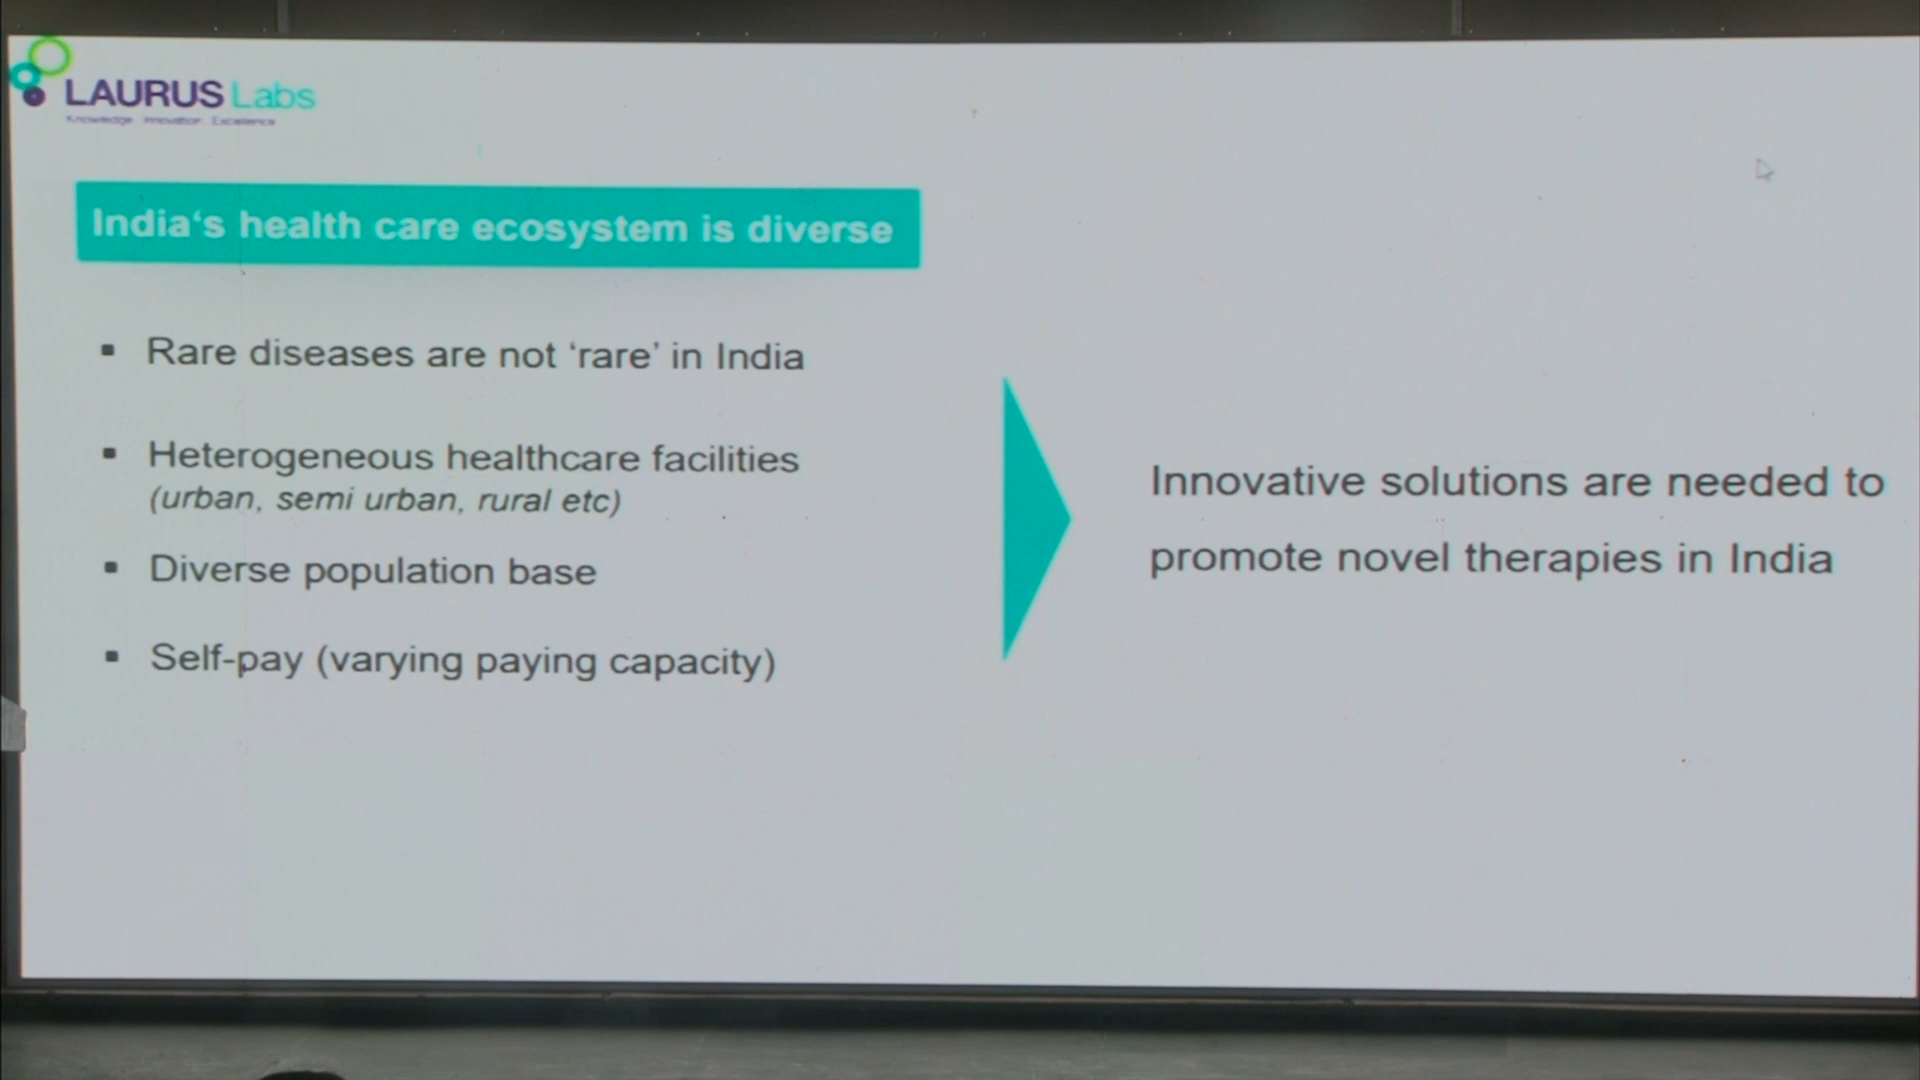 LAURUS Labs
Knowledge Innovation Excellence
India‘s health care ecosystem is diverse
▪ Rare diseases are not ‘rare’ in India
▪ Heterogeneous healthcare facilities
(urban, semi urban, rural etc)
▪ Diverse population base
▪ Self-pay (varying paying capacity)
Innovative solutions are needed to
promote novel therapies in India